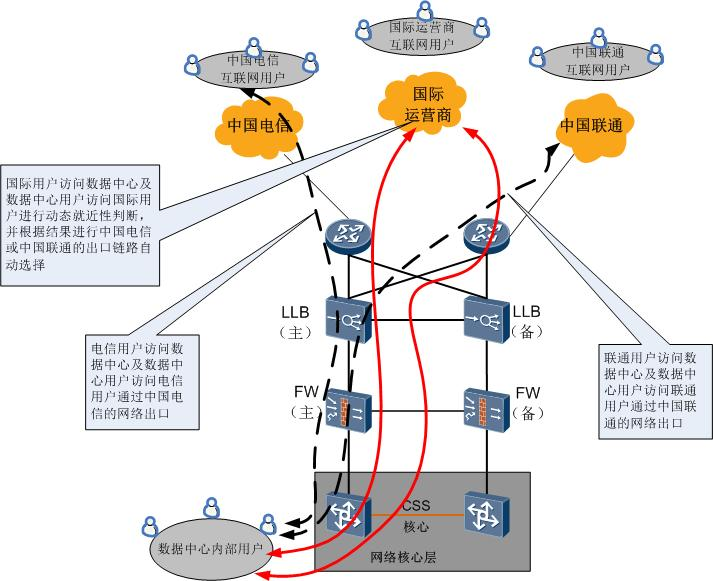 国际运营商
互联网用户
中国电信
互联网用户
中国联通
互联网用户
国际
运营商
中国电信
中国联通
国际用户访问数据中心及
数据中心用户访问国际用
户进行动态就近性判断，
并根据结果进行中国电信
或中国联通的出口链路自
动选择
LLB
（主）
LLB
（备）
电信用户访问数
据中心及数据中
心用户访问电信
用户通过中国电
信的网络出口
联通用户访问数
据中心及数据中
心用户访问联通
用户通过中国联
通的网络出口
FW
（主）
FW
（备）
CSS
核心
数据中心内部用户
网络核心层